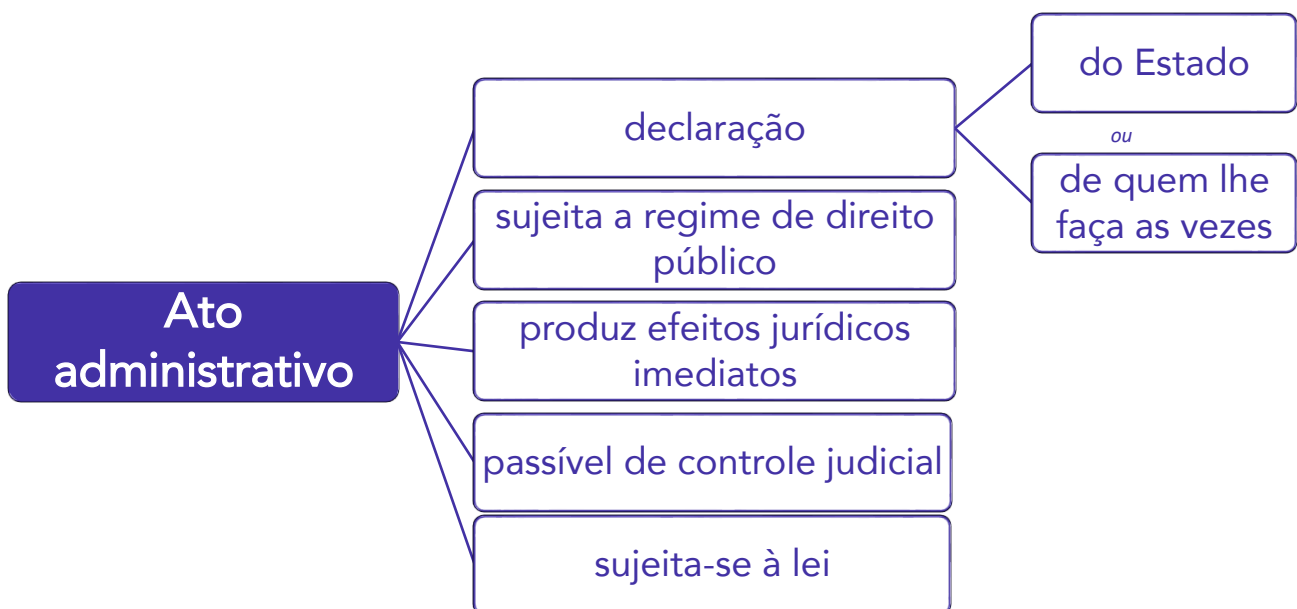 Ato
administrativo
declaração
do Estado
ou
de quem lhe
faça as vezes
sujeita a regime de direito
público
produz efeitos jurídicos
imediatos
passível de controle judicial
sujeita-se à lei